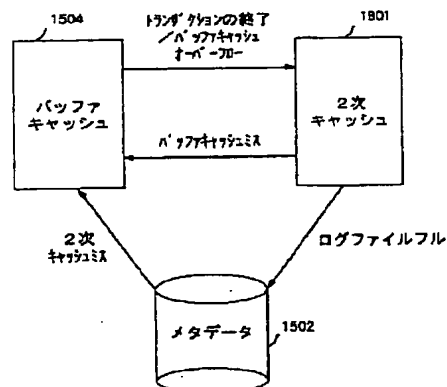 1504
トランザクションの終了
/バッファキャッシュ
オーバーフロー
1801
バッファ
キャッシュ
2次
キャッシュ
バッファキャッシュミス
2次
キャッシュミス
ログファイルフル
メタデータ
1502